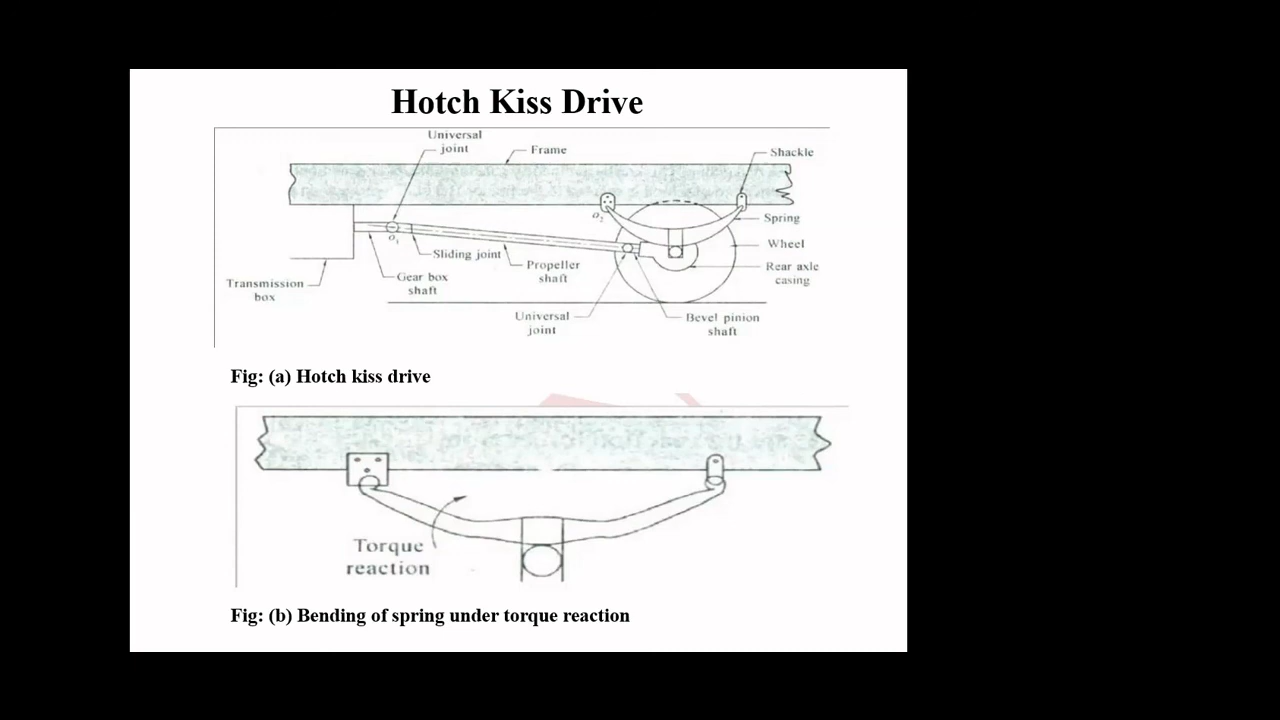 Hotch Kiss Drive
Universal
joint
Frame
Shackle
O2
Spring
O1
Sliding joint
Wheel
Propeller
shaft
Rear axle
casing
Gear box
shaft
Transmission
box
Universal
joint
Bevel pinion
shaft
Fig: (a) Hotch kiss drive
Torque
reaction
Fig: (b) Bending of spring under torque reaction